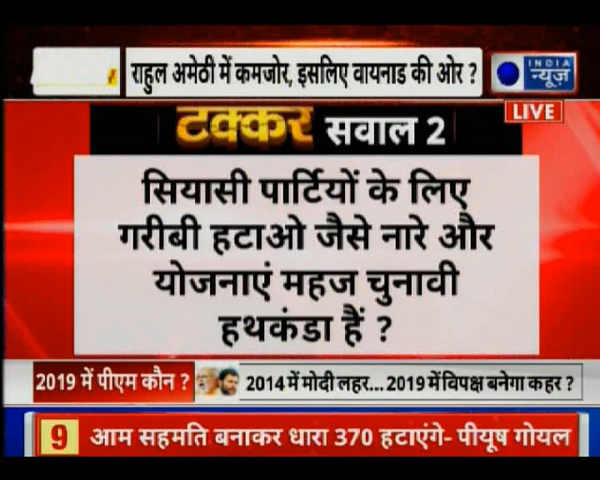 राहुल अमेठी में कमजोर, इसलिए वायनाड की ओर ?
INDIA
न्यूज़
LIVE
टक्कर सवाल 2
सियासी पार्टियों के लिए
गरीबी हटाओ जैसे नारे और
योजनाएं महज चुनावी
हथकंडा हैं ?
2019 में पीएम कौन ?
2014 में मोदी लहर... 2019 में विपक्ष बनेगा कहर ?
9 आम सहमति बनाकर धारा 370 हटाएंगे- पीयूष गोयल